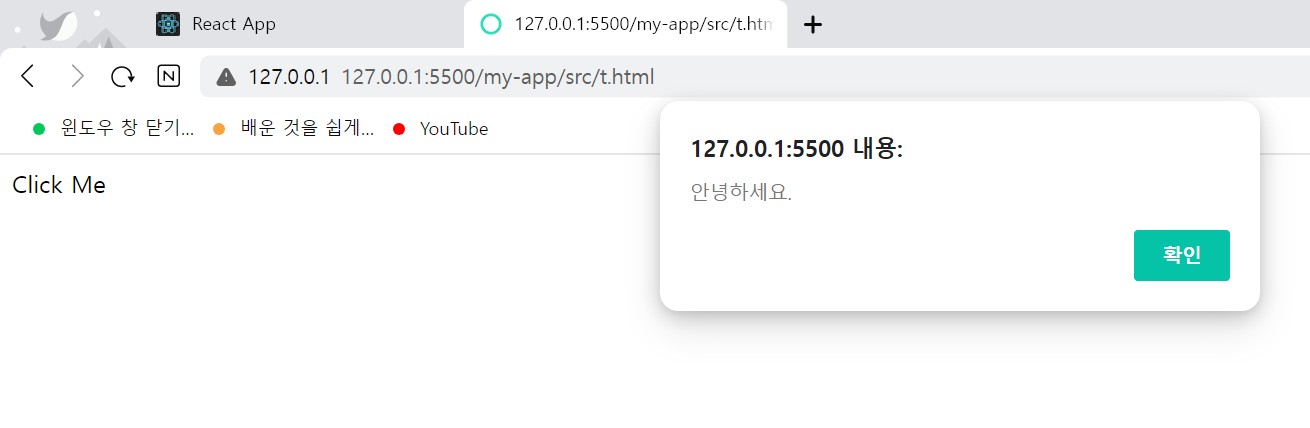 React App
127.0.0.1:5500/my-app/src/t.htm
N
127.0.0.1 127.0.0.1:5500/my-app/src/t.html
윈도우 창 닫기... 배운 것을 쉽게... YouTube
127.0.0.1:5500 내용:
안녕하세요.
확인
Click Me